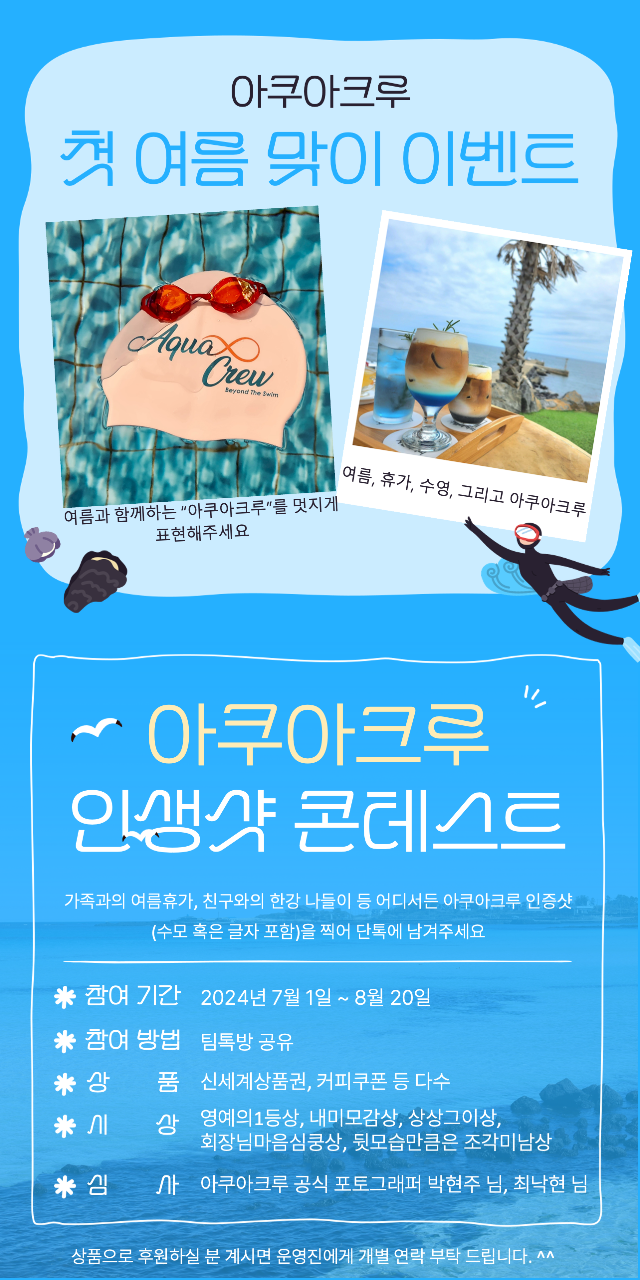 아쿠아크루
첫 여름 맞이 이벤트
Aqua
Crew
Beyond The Swim
여름과 함께하는 "아쿠아크루"를 멋지게
표현해주세요
여름, 휴가, 수영, 그리고 아쿠아크루
아쿠아크루
인생샷 콘테스트
가족과의 여름휴가, 친구와의 한강 나들이 등 어디서든 아쿠아크루 인증샷
(수모 혹은 글자 포함)을 찍어 단톡에 남겨주세요
참여 기간 2024년 7월 1일 ~ 8월 20일
참여 방법 팀톡방 공유
상 품 신세계상품권, 커피쿠폰 등 다수
시 상 영예의1등상, 내미모감상, 상상그이상,
회장님마음심쿵상, 뒷모습만큼은 조각미남상
심 사 아쿠아크루 공식 포토그래퍼 박현주 님, 최낙현 님
상품으로 후원하실 분 계시면 운영진에게 개별 연락 부탁 드립니다. ^^